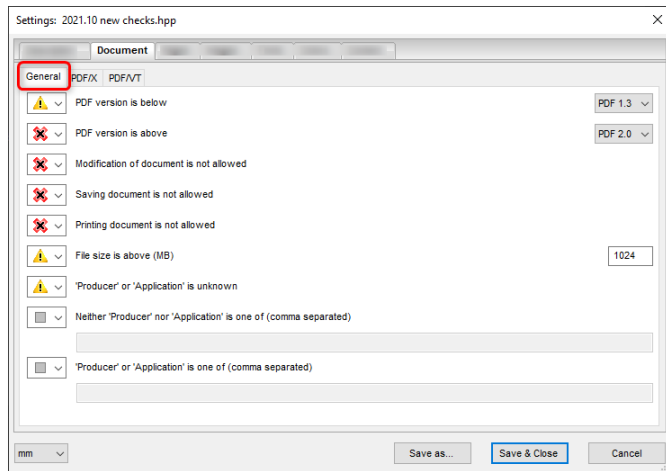 Settings: 2021.10 new checks.hpp
Document
General PDF/X PDF/VT
PDF version is below PDF 1.3
PDF version is above PDF 2.0
Modification of document is not allowed
Saving document is not allowed
Printing document is not allowed
File size is above (MB) 1024
'Producer' or 'Application' is unknown
Neither 'Producer' nor 'Application' is one of (comma separated)
'Producer' or 'Application' is one of (comma separated)
mm Save as... Save & Close Cancel